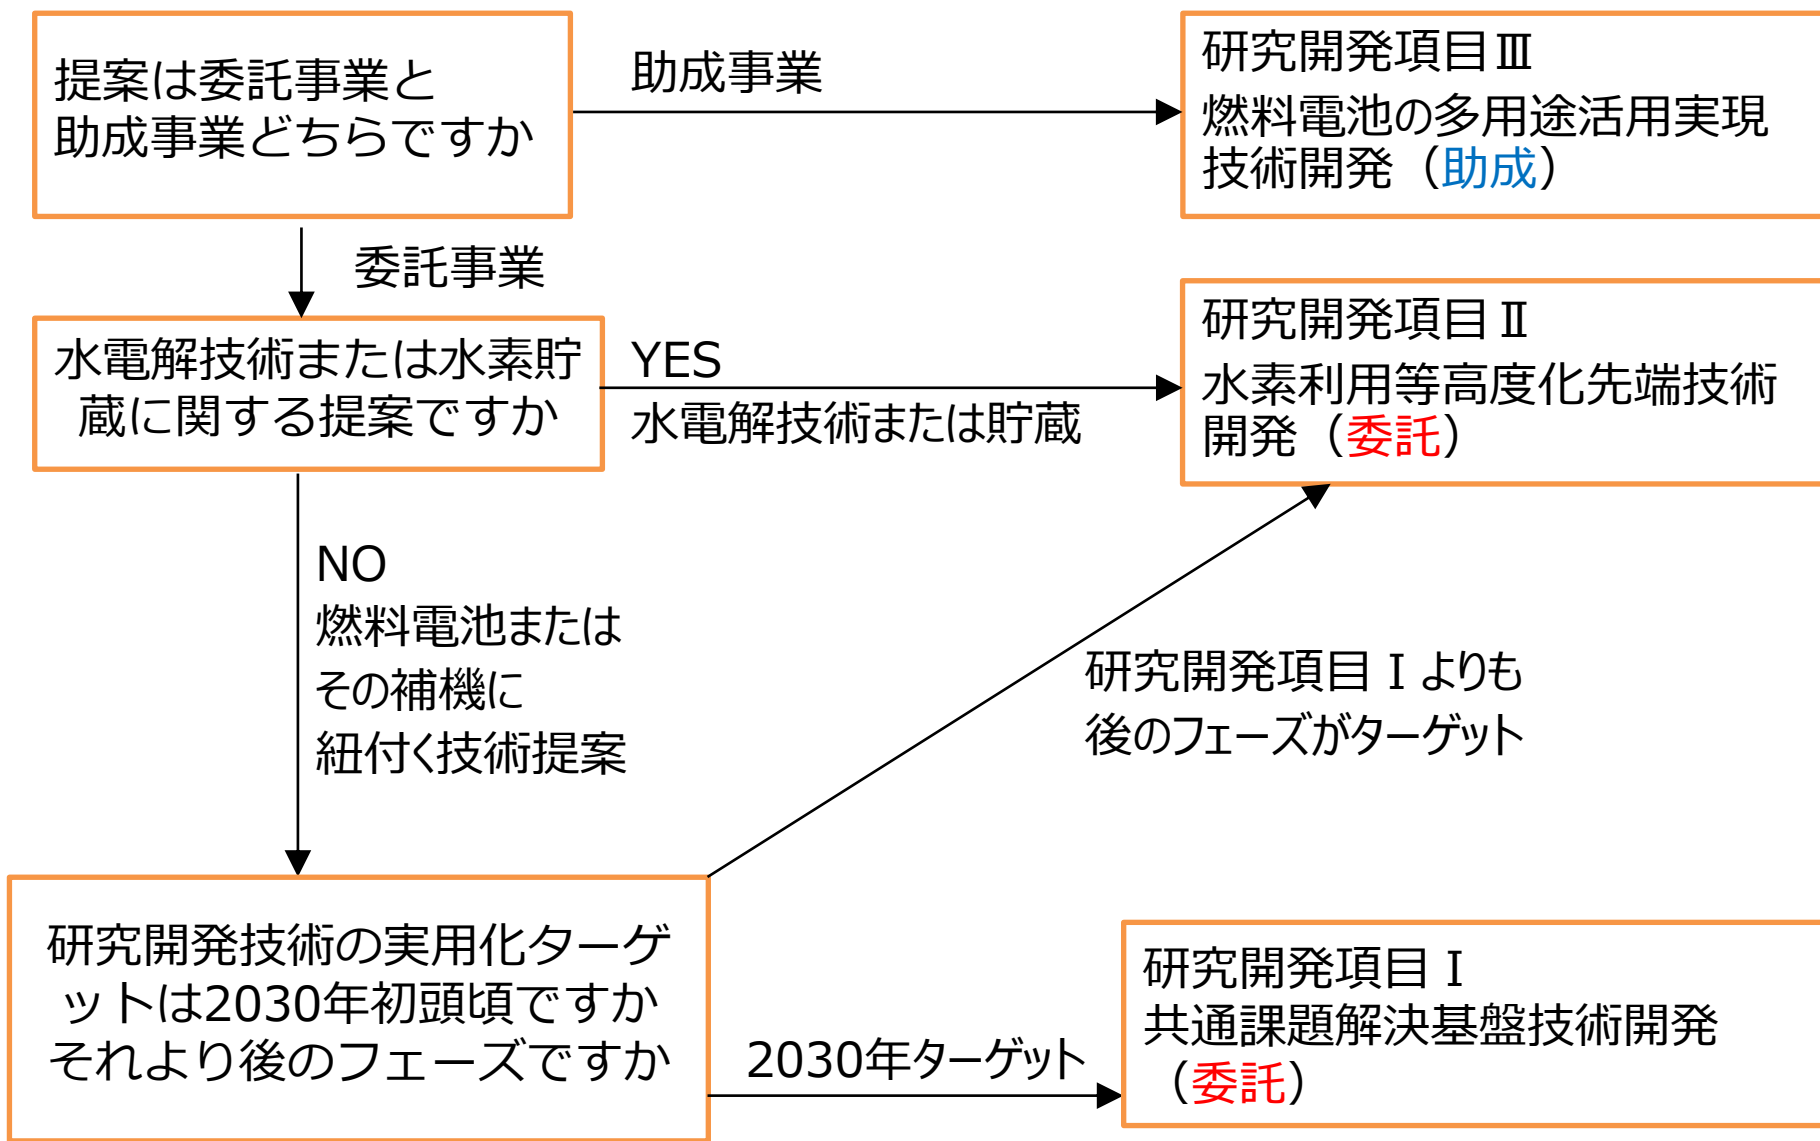 提案は委託事業と
助成事業どちらですか
助成事業
研究開発項目Ⅲ
燃料電池の多用途活用実現
技術開発（助成）
委託事業
水電解技術または水素貯
蔵に関する提案ですか
YES
水電解技術または貯蔵
研究開発項目Ⅱ
水素利用等高度化先端技術
開発（委託）
NO
燃料電池または
その補機に
紐付く技術提案
研究開発項目Ⅰよりも
後のフェーズがターゲット
研究開発技術の実用化ターゲ
ットは2030年初頭頃ですか
それより後のフェーズですか
2030年ターゲット
研究開発項目Ⅰ
共通課題解決基盤技術開発
（委託）